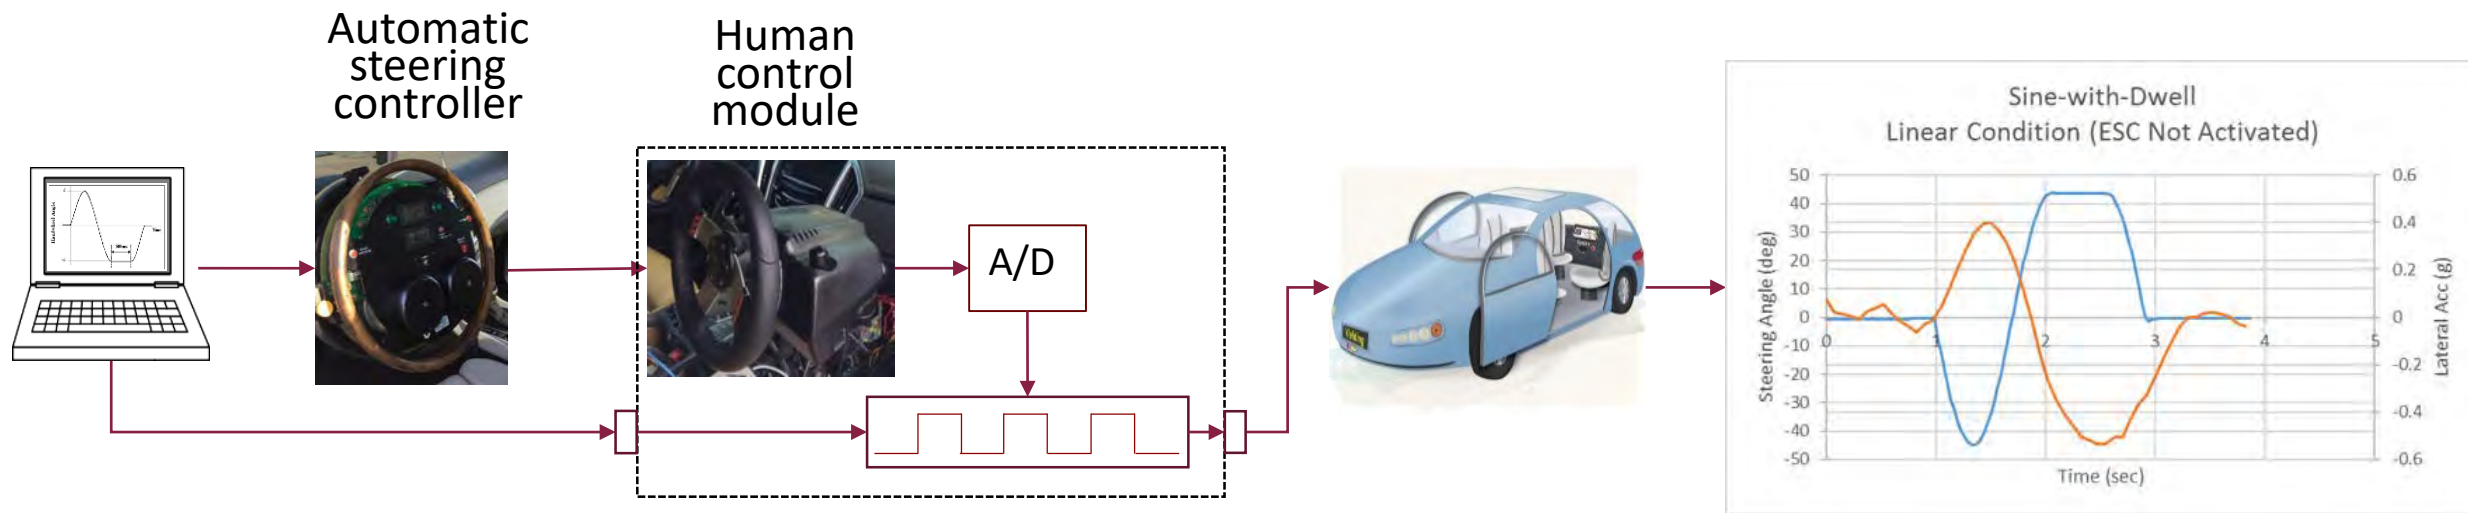 Automatic
steering
controller
Human
control
module
A/D
Sine-with-Dwell
Linear Condition (ESC Not Activated)
Steering Angle (deg)
50
40
30
20
10
0
-10
-20
-30
-40
-50
0
1
2
3
4
5
Time (sec)
0.6
0.4
0.2
0
-0.2
-0.4
-0.6
Lateral Acc (g)